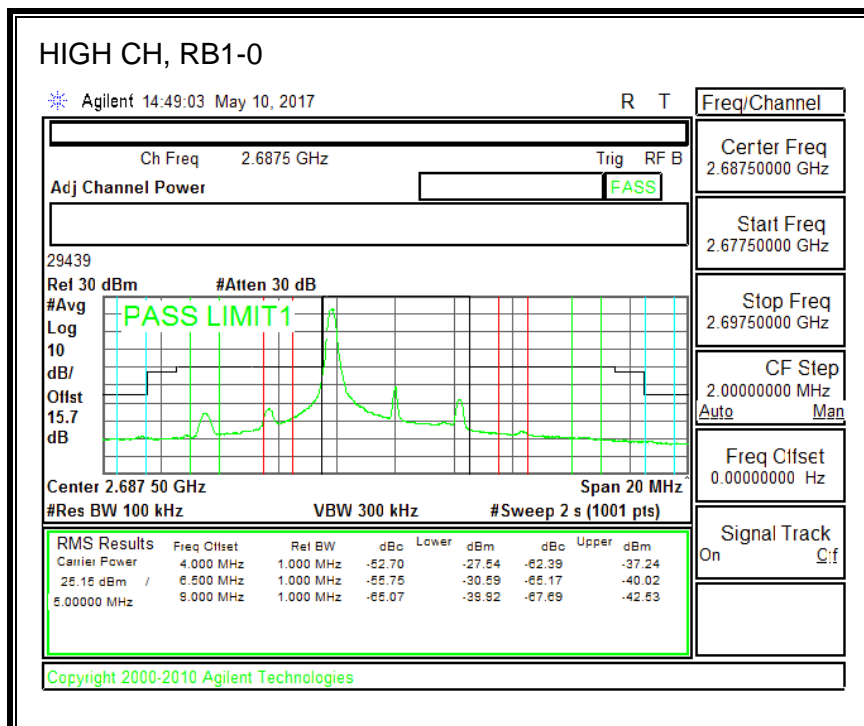 HIGH CH, RB1-0
Agilent 14:49:03 May 10, 2017 R T
Ch Freq 2.6875 GHz Trig RF B
Adj Channel Power PASS
29439
Ref 30 dBm #Atten 30 dB
#Avg
Log
10
dB/
Offst
15.7
dB
PASS LIMIT1
Center 2.687 50 GHz Span 20 MHz
#Res BW 100 kHz VBW 300 kHz #Sweep 2 s (1001 pts)
RMS Results Freq Offset Ref BW dBc Lower dBm dBc Upper dBm
Carrier Power 4.000 MHz 1.000 MHz -52.70 -27.54 -62.39 -37.24
25.15 dBm / 6.500 MHz 1.000 MHz -55.75 -30.59 -65.17 -40.02
5.00000 MHz 9.000 MHz 1.000 MHz -65.07 -39.92 -67.69 -42.53
Copyright 2000-2010 Agilent Technologies
Freq/Channel
Center Freq
2.68750000 GHz
Start Freq
2.67750000 GHz
Stop Freq
2.69750000 GHz
CF Step
2.00000000 MHz
Auto Man
Freq Offset
0.00000000 Hz
Signal Track
On Off